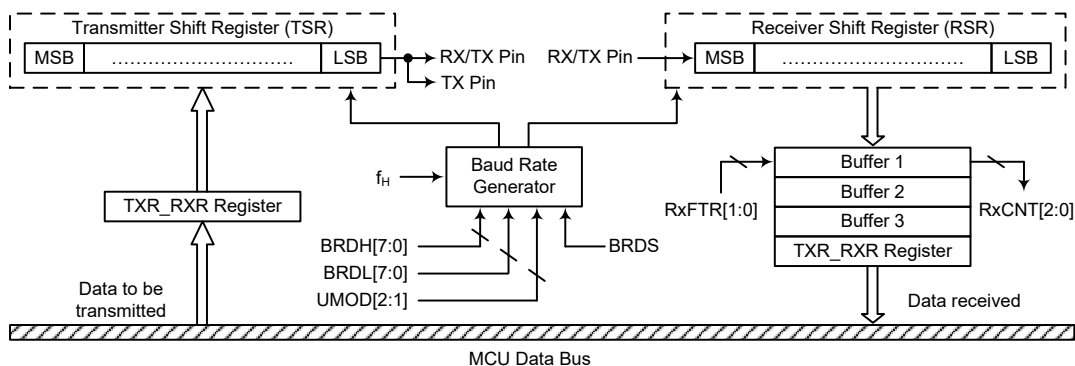 Transmitter Shift Register (TSR)
MSB ………………………… LSB
RX/TX Pin
TX Pin
Receiver Shift Register (RSR)
RX/TX Pin
MSB ………………………… LSB
Baud Rate
Generator
fH
BRDH[7:0]
BRDL[7:0]
UMOD[2:1]
BRDS
TXR_RXR Register
Data to be
transmitted
Buffer 1
Buffer 2
Buffer 3
TXR_RXR Register
RxFTR[1:0]
RxCNT[2:0]
Data received
MCU Data Bus